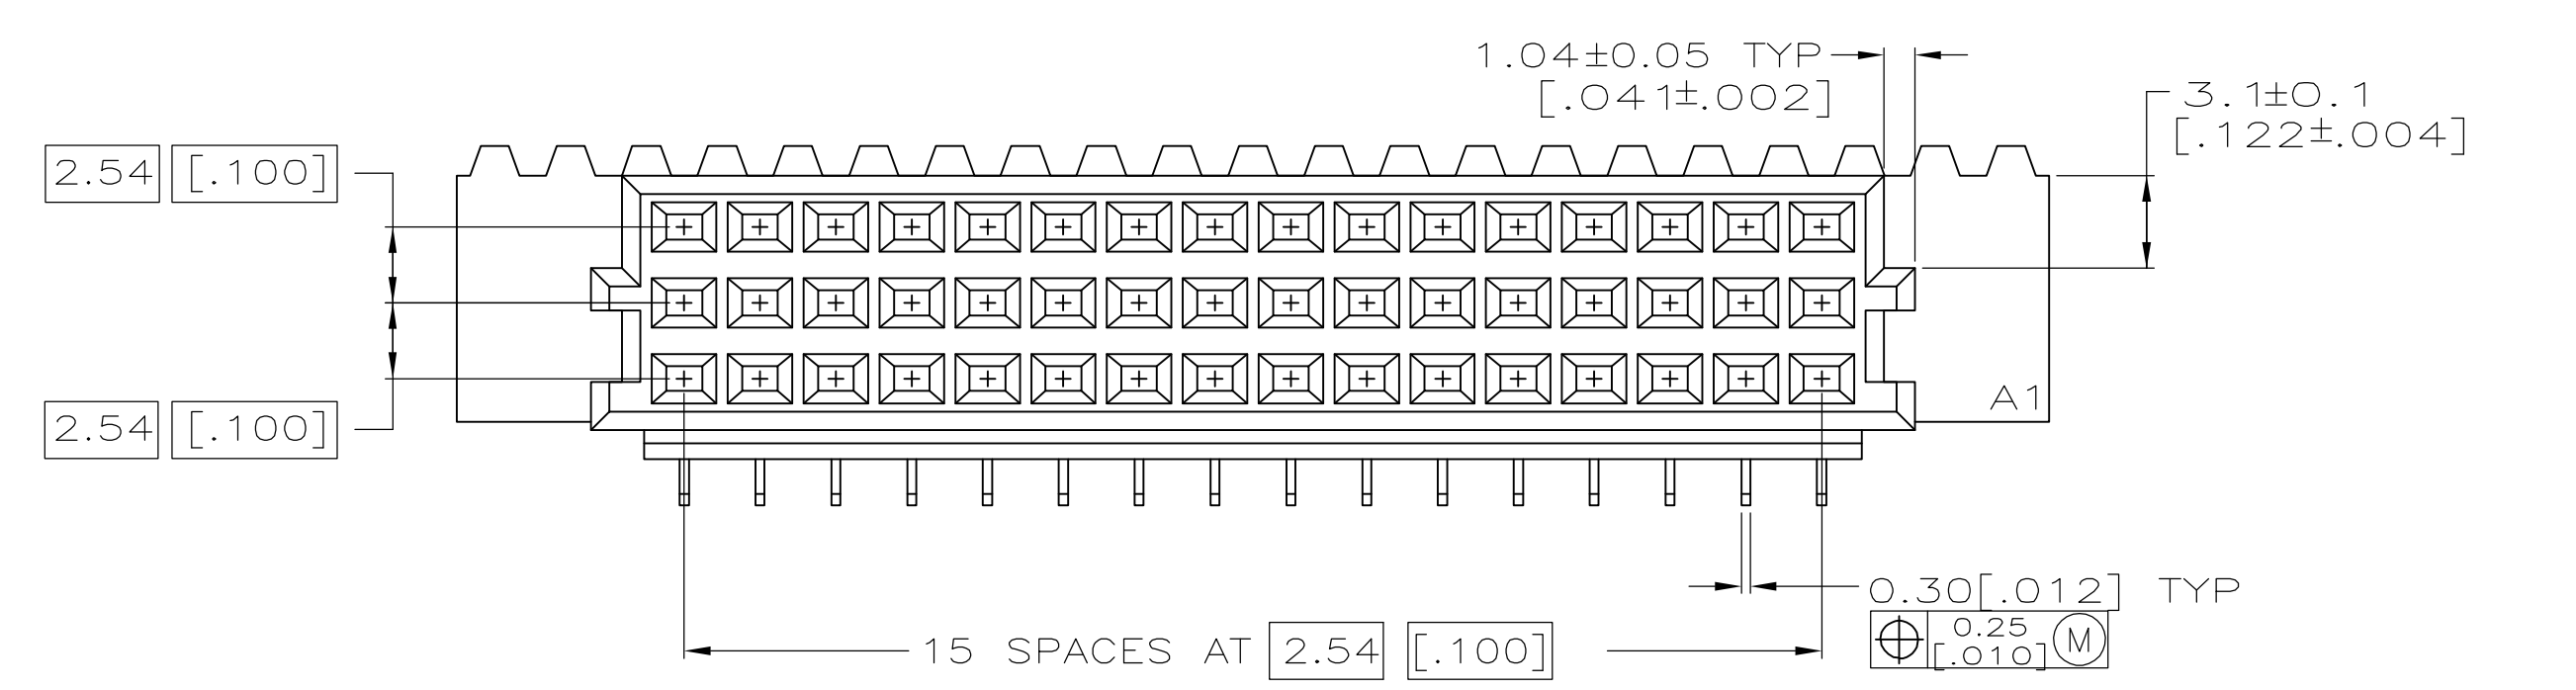 1.04±0.05 TYP
[.041±.002]
3.1±0.1
[.122±.004]
2.54 [.100]
A1
2.54 [.100]
0.30[.012] TYP
0.25
[.010] M
15 SPACES AT 2.54 [.100]